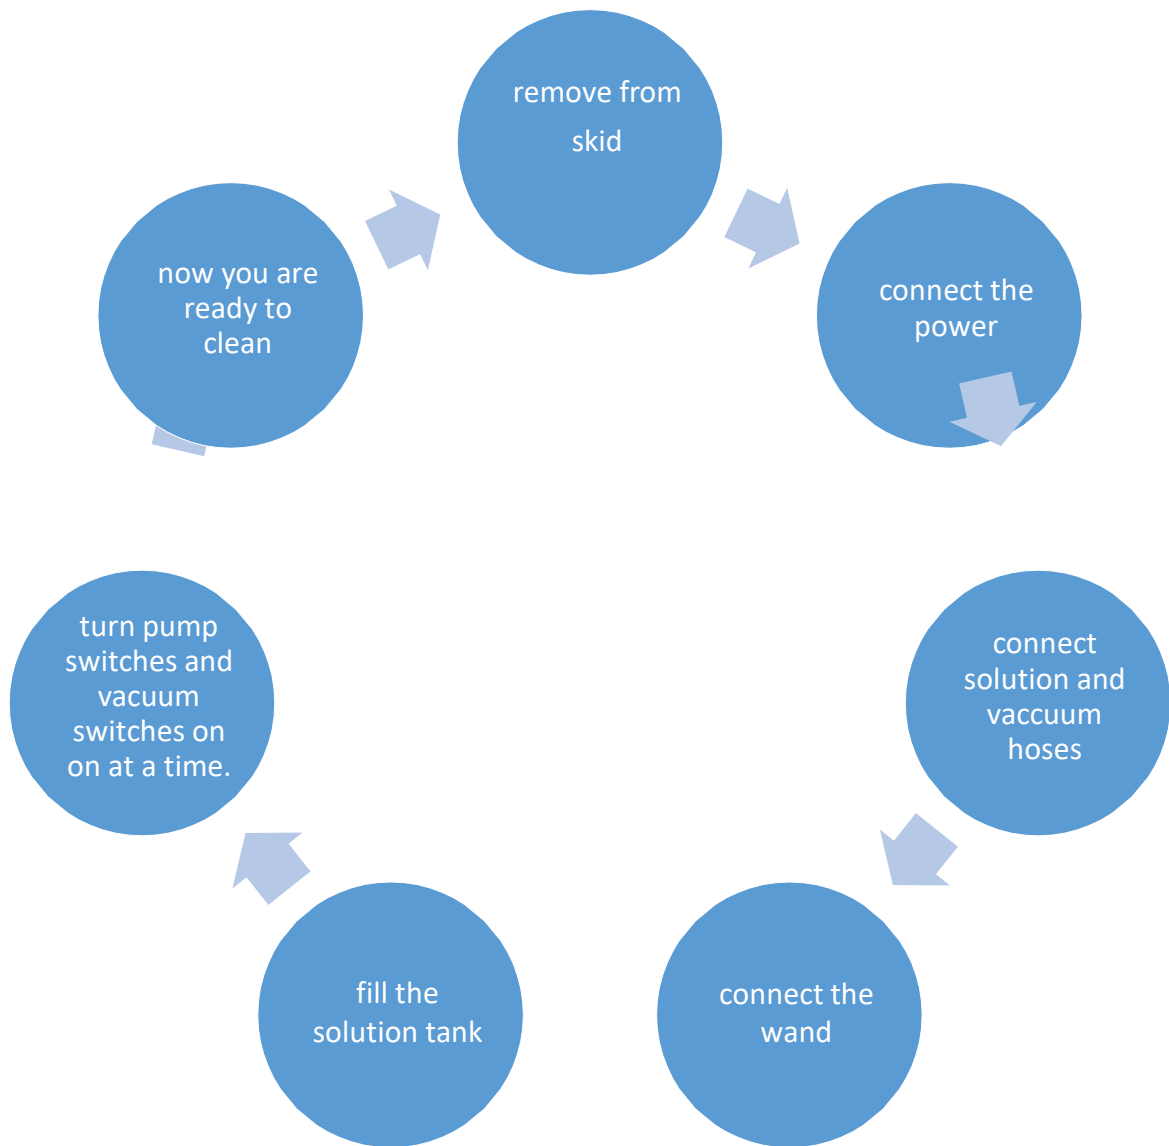 remove from
skid
connect the
power
connect
solution and
vaccuum
hoses
connect the
wand
fill the
solution tank
turn pump
switches and
vacuum
switches on
on at a time.
now you are
ready to
clean